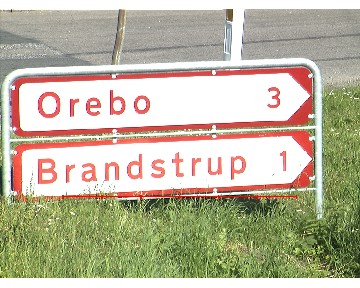 Orebo 3
Brandstrup 1